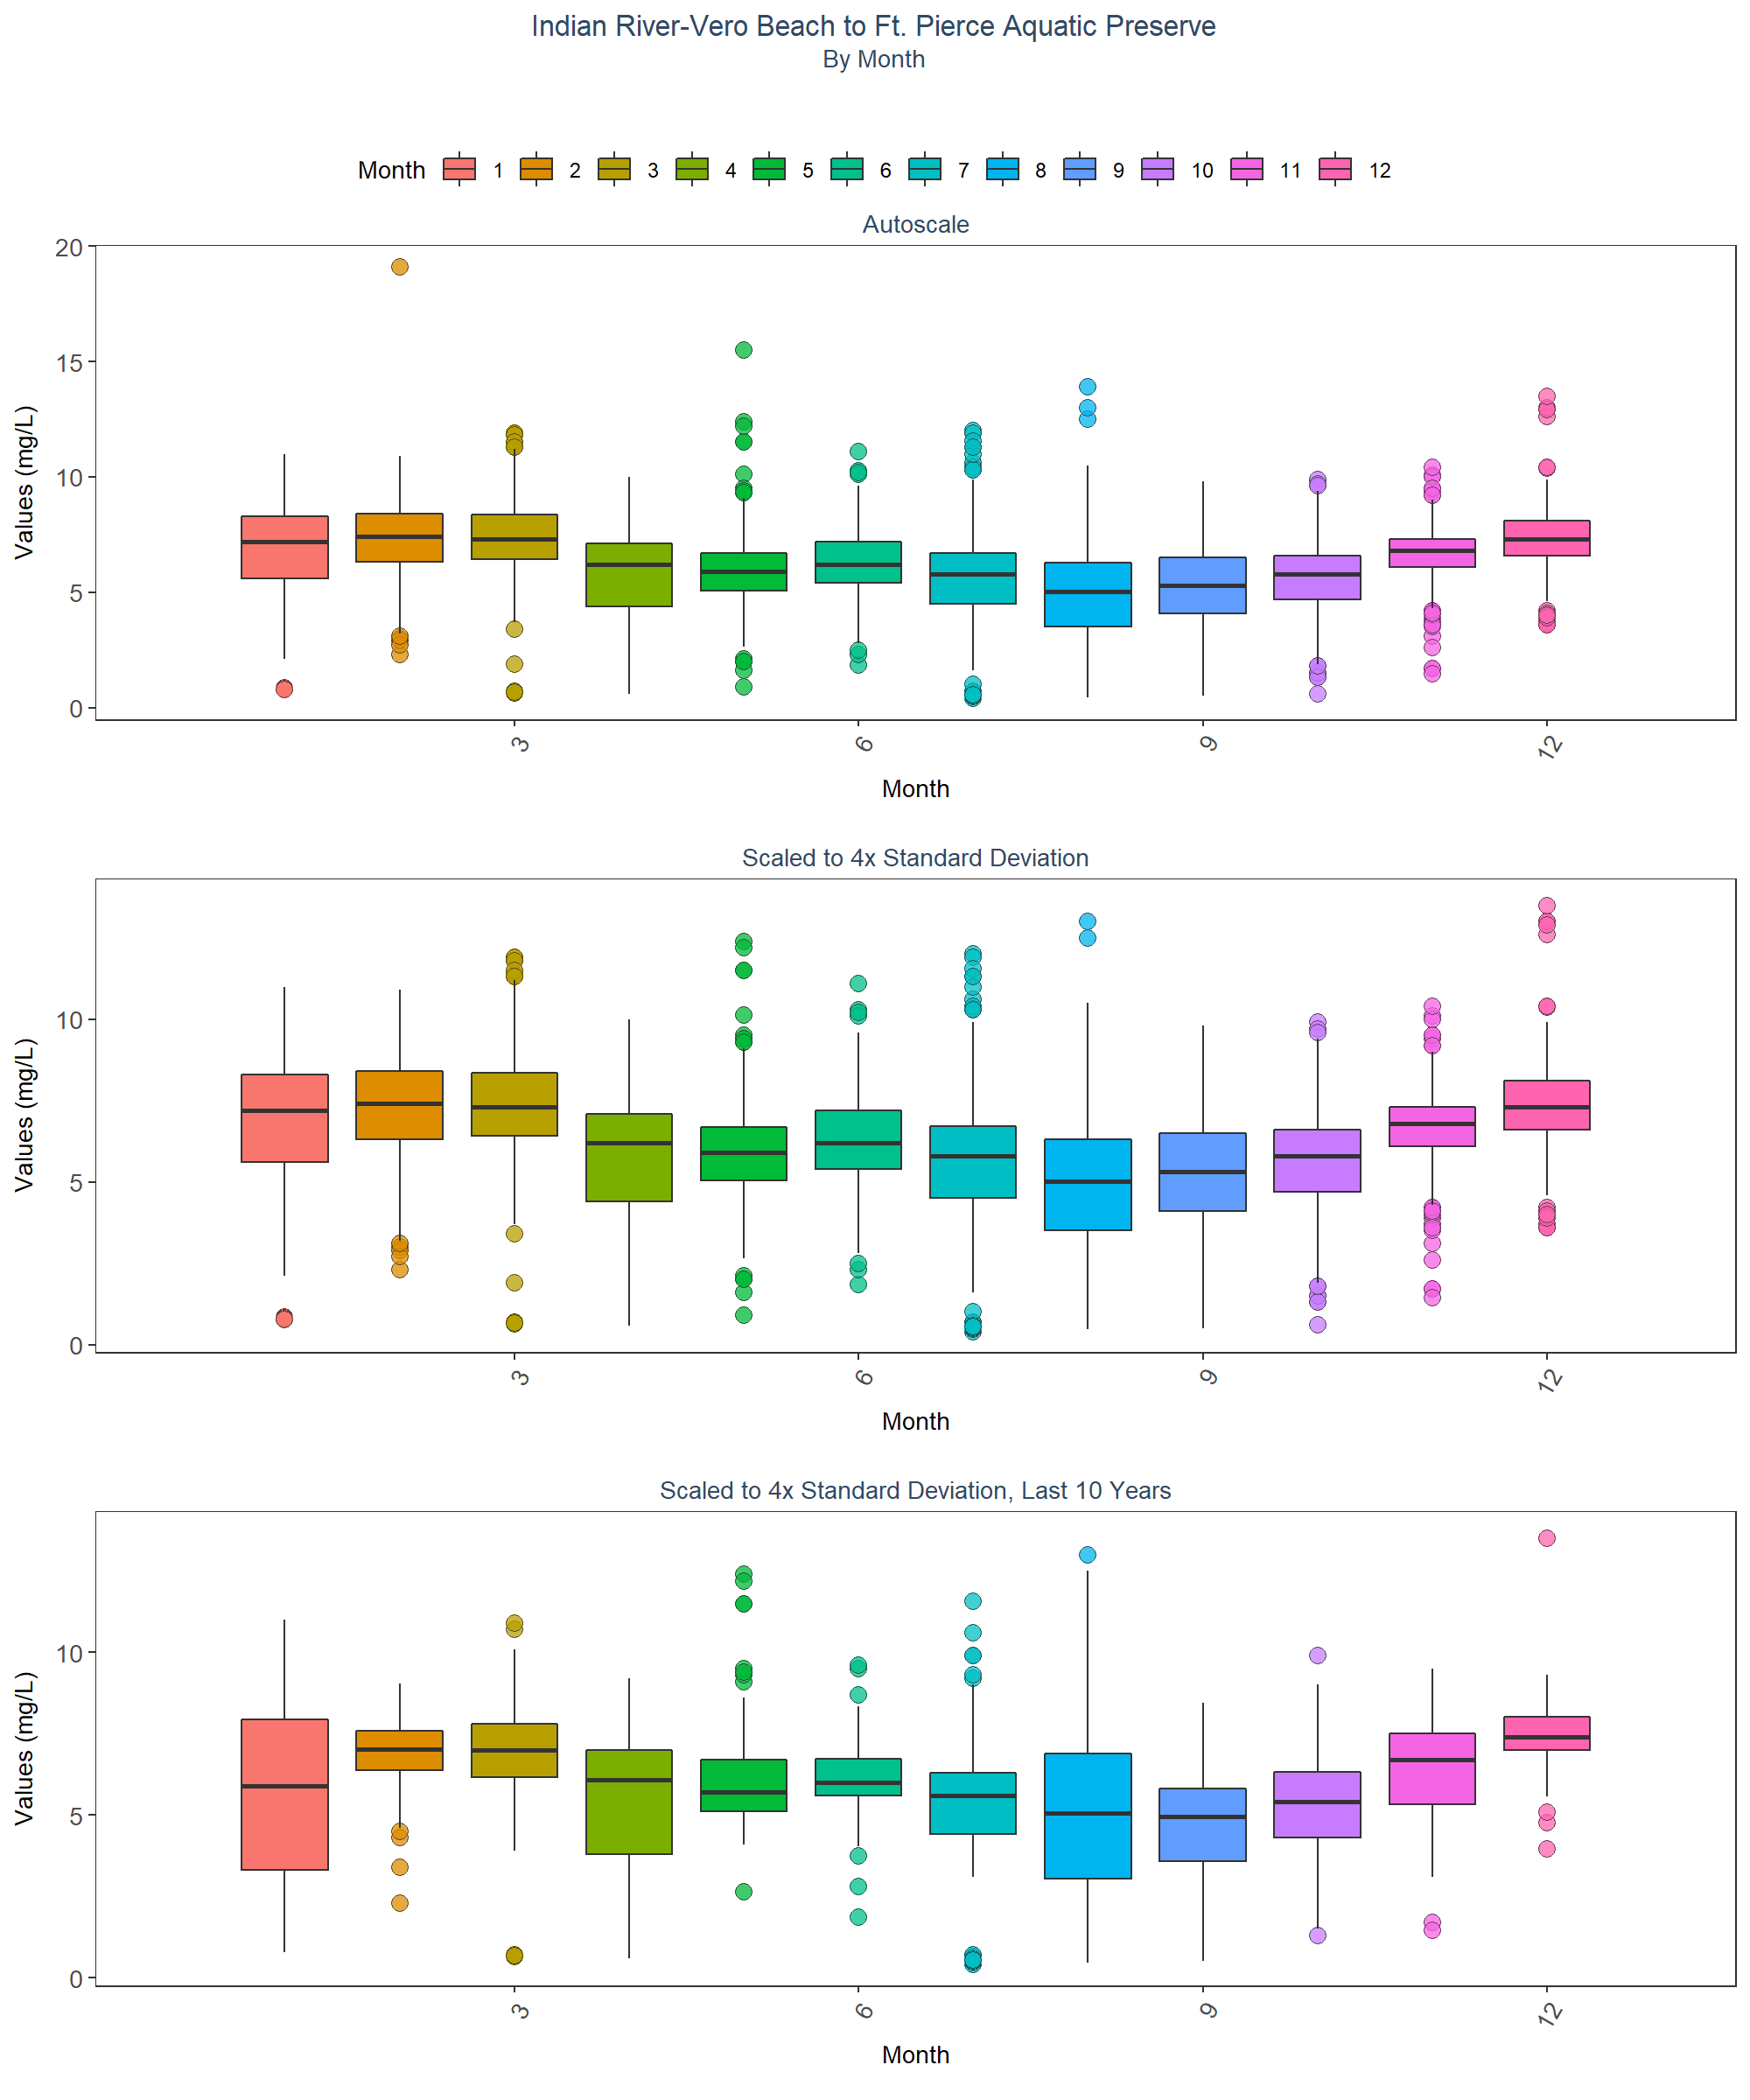 Indian River-Vero Beach to Ft. Pierce Aquatic Preserve
By Month
Month 1 2 3 4 5 6 7 8 9 10 11 12
Autoscale
Values (mg/L)
20
15
10
5
0
3 6 9 12
Month
Scaled to 4x Standard Deviation
Values (mg/L)
10
5
0
3 6 9 12
Month
Scaled to 4x Standard Deviation, Last 10 Years
Values (mg/L)
10
5
0
3 6 9 12
Month